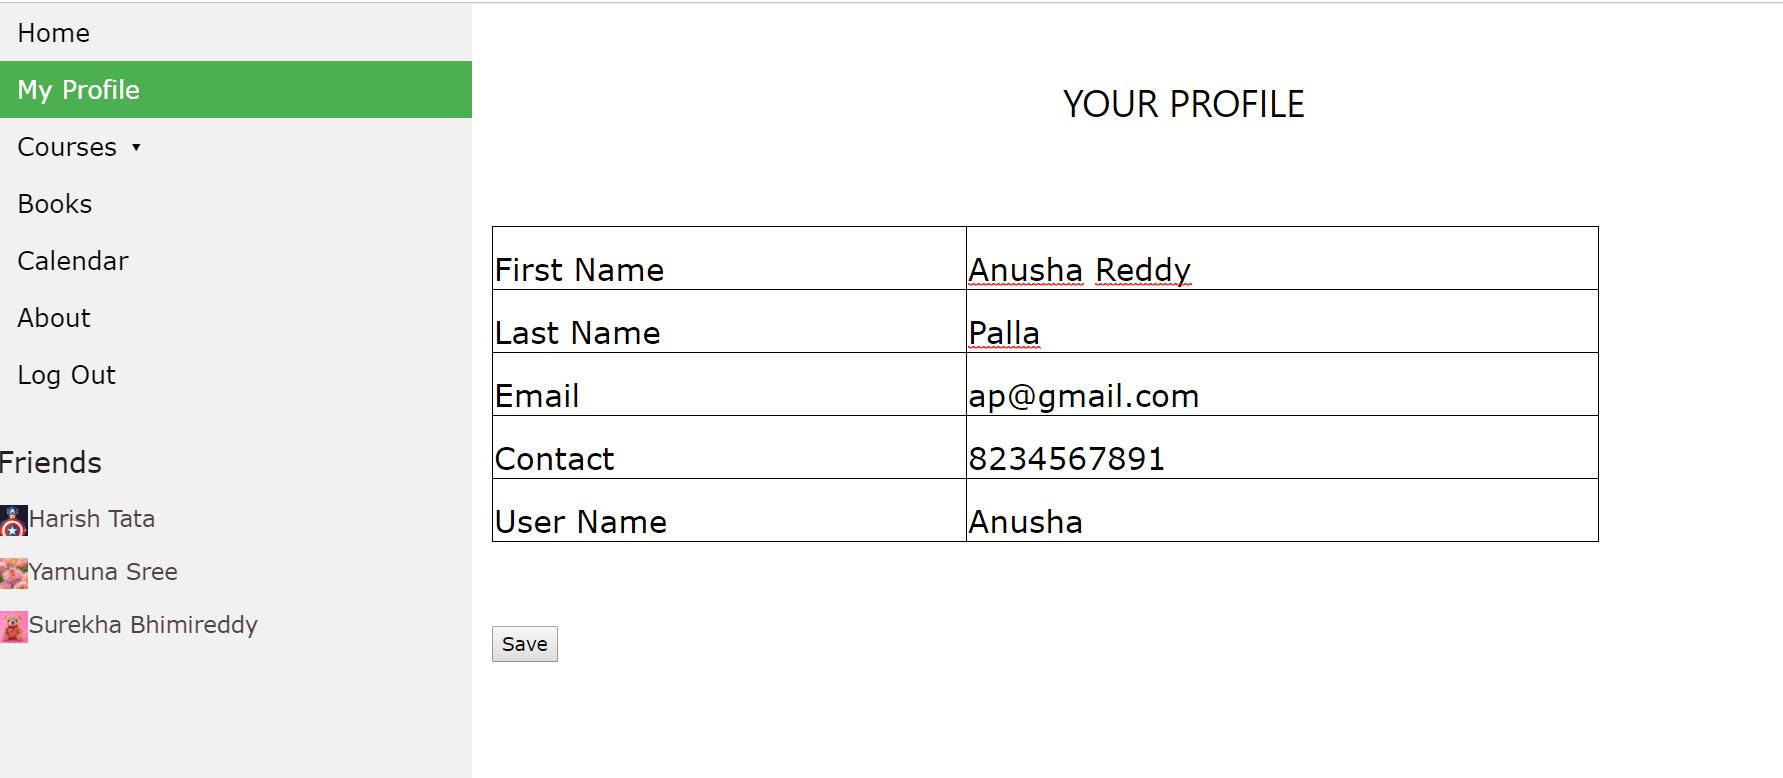 Home
My Profile
Courses ▾
Books
Calendar
About
Log Out
Friends
Harish Tata
Yamuna Sree
Surekha Bhimireddy
YOUR PROFILE
First Name Anusha Reddy
Last Name Palla
Email ap@gmail.com
Contact 8234567891
User Name Anusha
Save